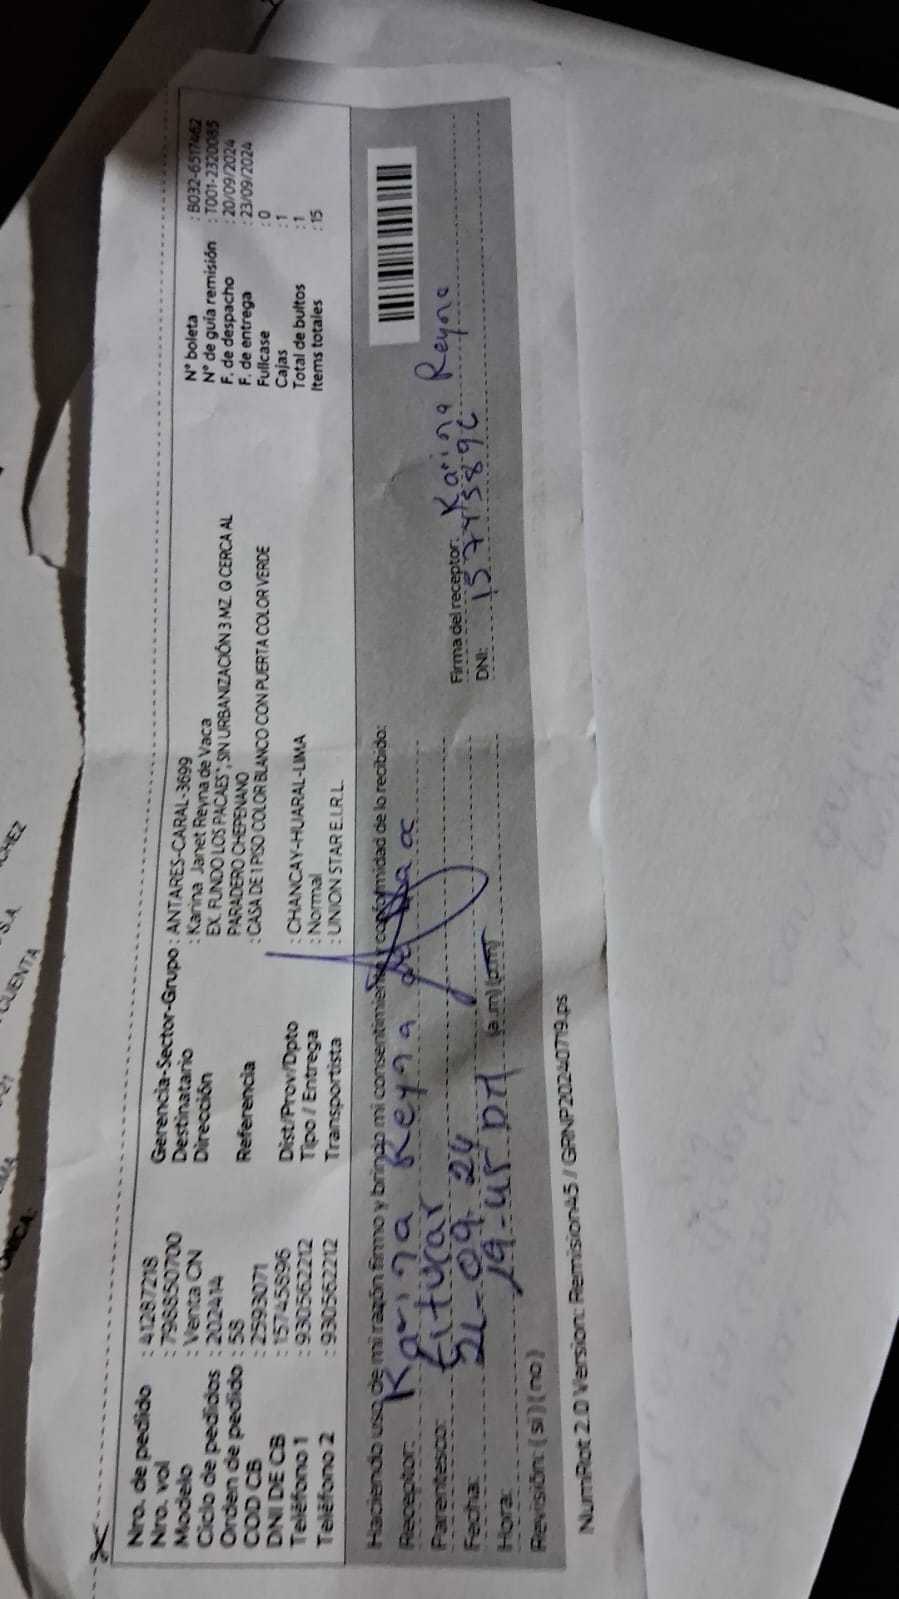 Nro. de pedido : 41287218
Nro. vol : 7988850700
Modelo : Venta CN
Ciclo de pedidos : 202414
Orden de pedido : 58
COD CB : 2593071
DNI DE CB : 15745896
Teléfono 1 : 930562212
Teléfono 2 : 930562212
Gerencia-Sector-Grupo : ANTARES-CARAL-3699
Destinatario : Karina Janet Reyna de Vaca
Dirección : EX. FUNDO LOS PACAES", SIN URBANIZACIÓN 3 MZ. Q CERCA AL
PARADERO CHEPENANO
Referencia : CASA DE 1 PISO COLOR BLANCO CON PUERTA COLOR VERDE
Dist/Prov/Dpto : CHANCAY-HUARAL-LIMA
Tipo / Entrega : Normal
Transportista : UNION STAR E.I.R.L.
N° boleta : B032-6517462
N° de guía remisión : T001-2320085
F. de despacho : 20/09/2024
F. de entrega : 23/09/2024
Fullcase : 0
Cajas : 1
Total de bultos : 1
Items totales : 15
Haciendo uso de mi razón firmo y brindo mi consentimiento y conformidad de lo recibido:
Receptor: Karina Reyna de
Parentesco: Titular
Fecha: 21-09-24
Hora: (a.m) (p.m)
Revisión: ( si ) ( no )
Firma del receptor: Karina Reyna
DNI:
NumRot 2.0 Version: Remision45 / GRNP20240719.ps
CUENTA